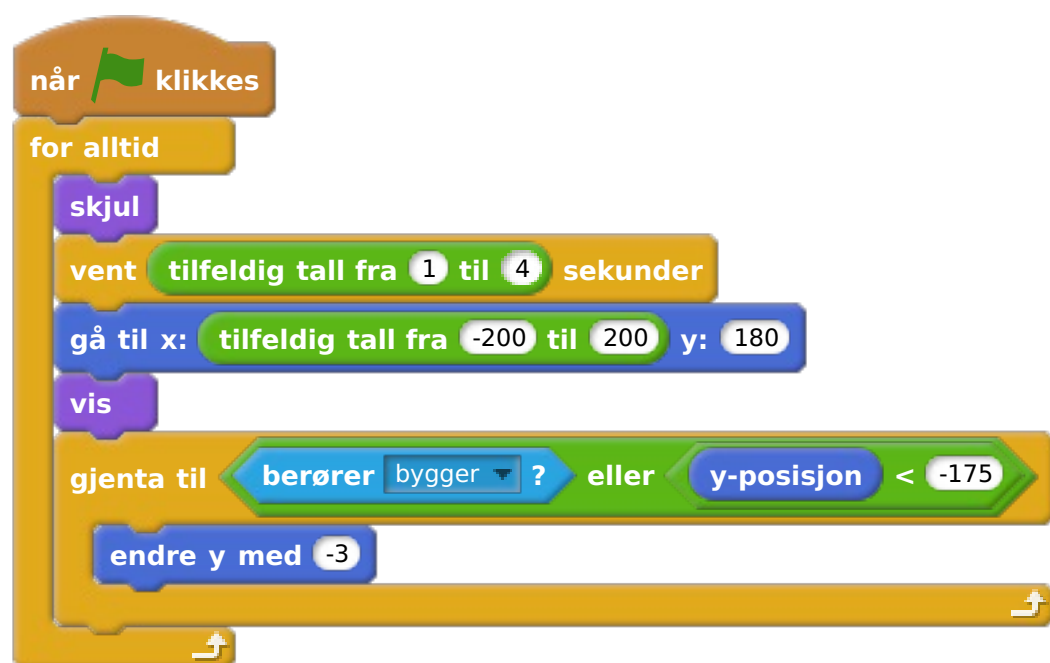 når klikkes
for alltid
skjul
vent tilfeldig tall fra 1 til 4 sekunder
gå til x: tilfeldig tall fra -200 til 200 y: 180
vis
gjenta til berører bygger ? eller y-posisjon < -175
endre y med -3